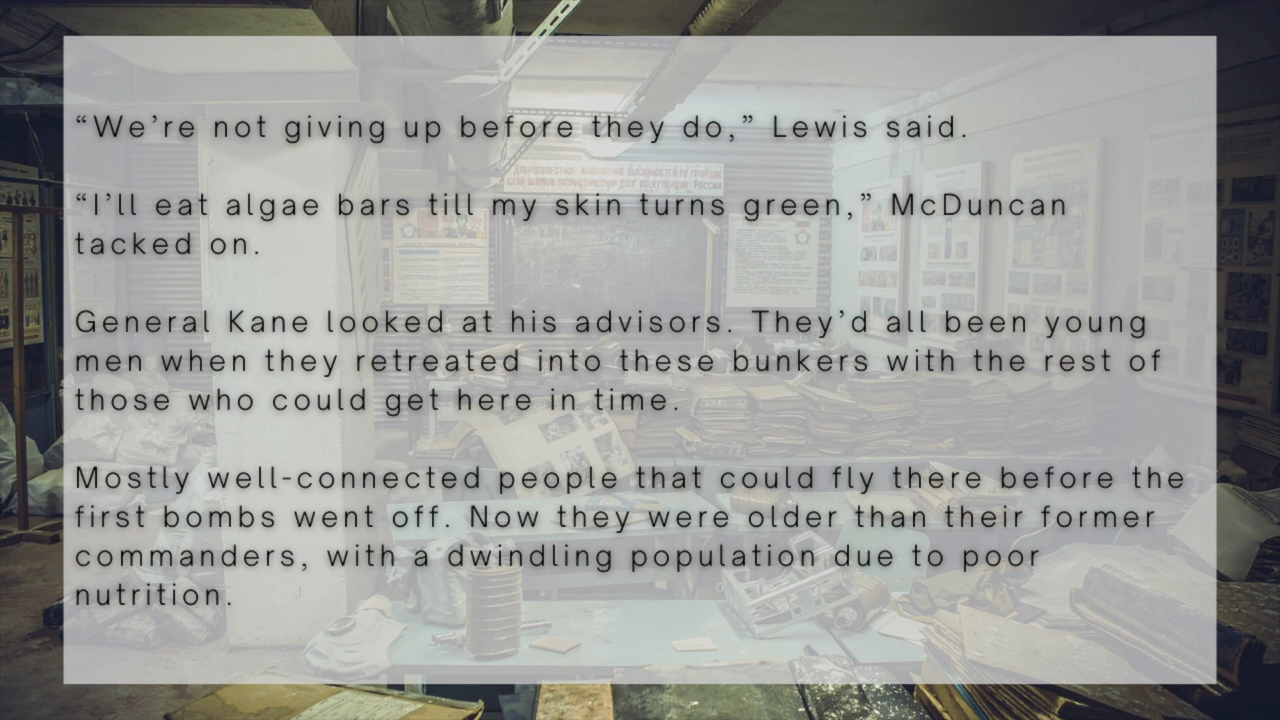 “We’re not giving up before they do,” Lewis said.
“I’ll eat algae bars till my skin turns green,” McDuncan
tacked on.
General Kane looked at his advisors. They’d all been young
men when they retreated into these bunkers with the rest of
those who could get here in time.
Mostly well-connected people that could fly there before the
first bombs went off. Now they were older than their former
commanders, with a dwindling population due to poor
nutrition.